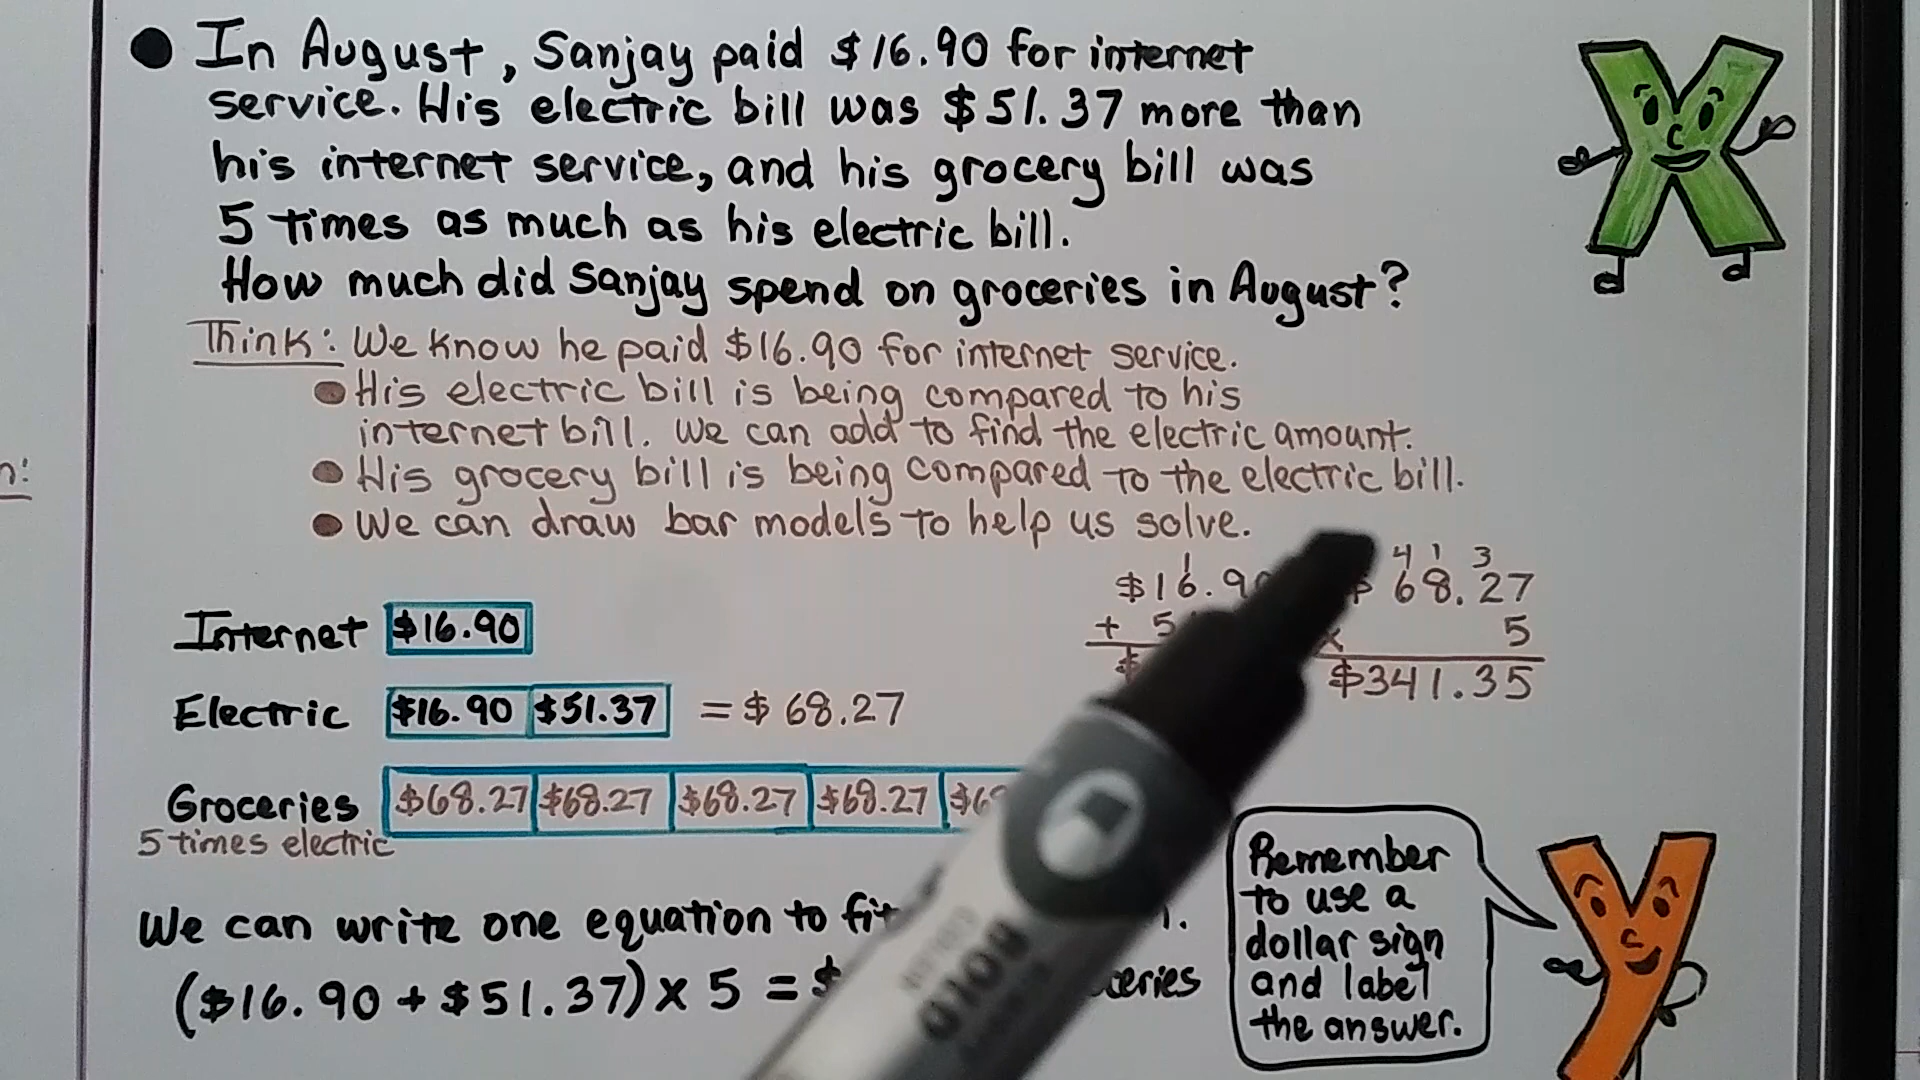 In August, Sanjay paid $16.90 for internet
service. His electric bill was $51.37 more than
his internet service, and his grocery bill was
5 times as much as his electric bill.
How much did Sanjay spend on groceries in August?
Think: We know he paid $16.90 for internet service.
• His electric bill is being compared to his
internet bill. We can add to find the electric amount.
• His grocery bill is being compared to the electric bill.
• We can draw bar models to help us solve.
n:
1
$16.9
+ 5
$
4 1 3
$ 68.27
x 5
$341.35
Internet $16.90
Electric $16.90 $51.37 = $68.27
Groceries $68.27 $68.27 $68.27 $68.27 $6
5 times electric
We can write one equation to fit
($16.90 + $51.37) x 5 = $
Remember
to use a
dollar sign
and label
the answer.
BOLD